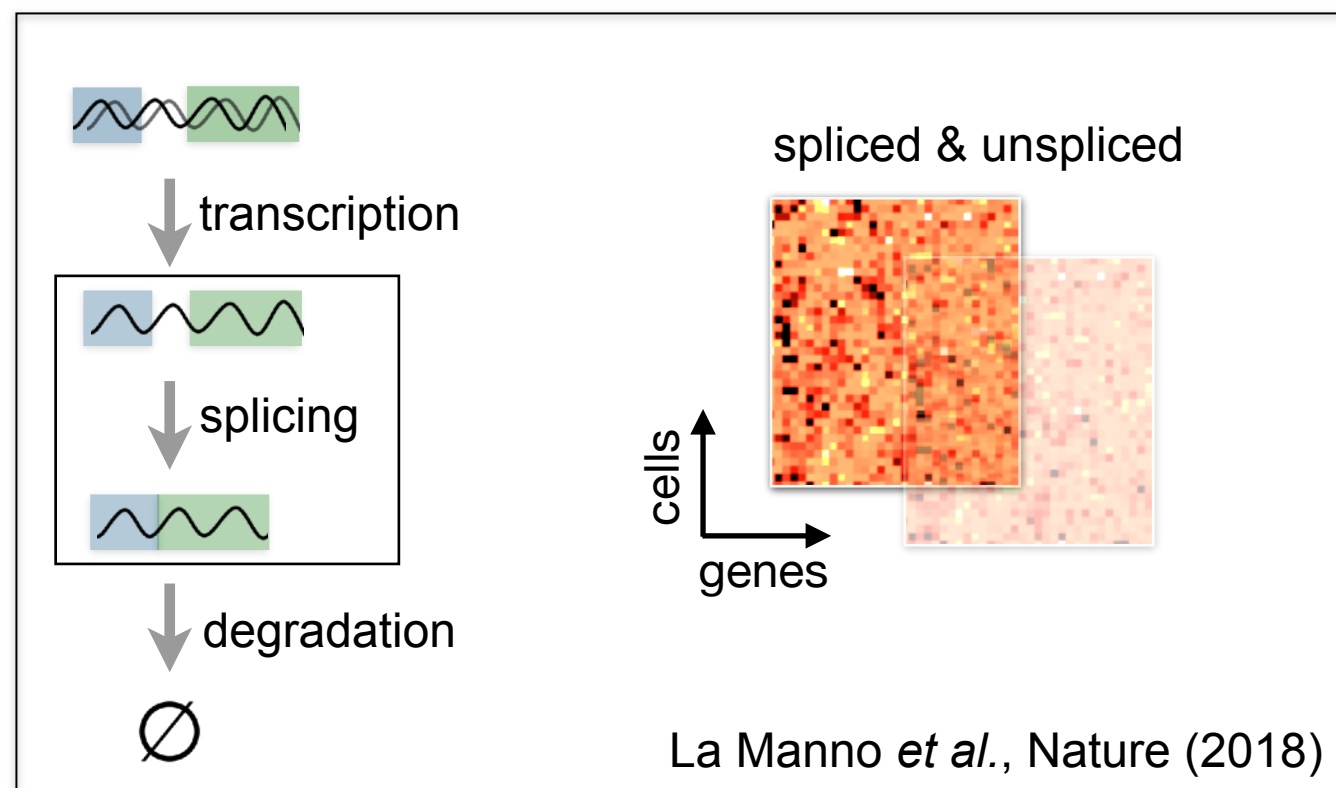 transcription
splicing
degradation
∅
spliced & unspliced
cells
genes
La Manno et al., Nature (2018)